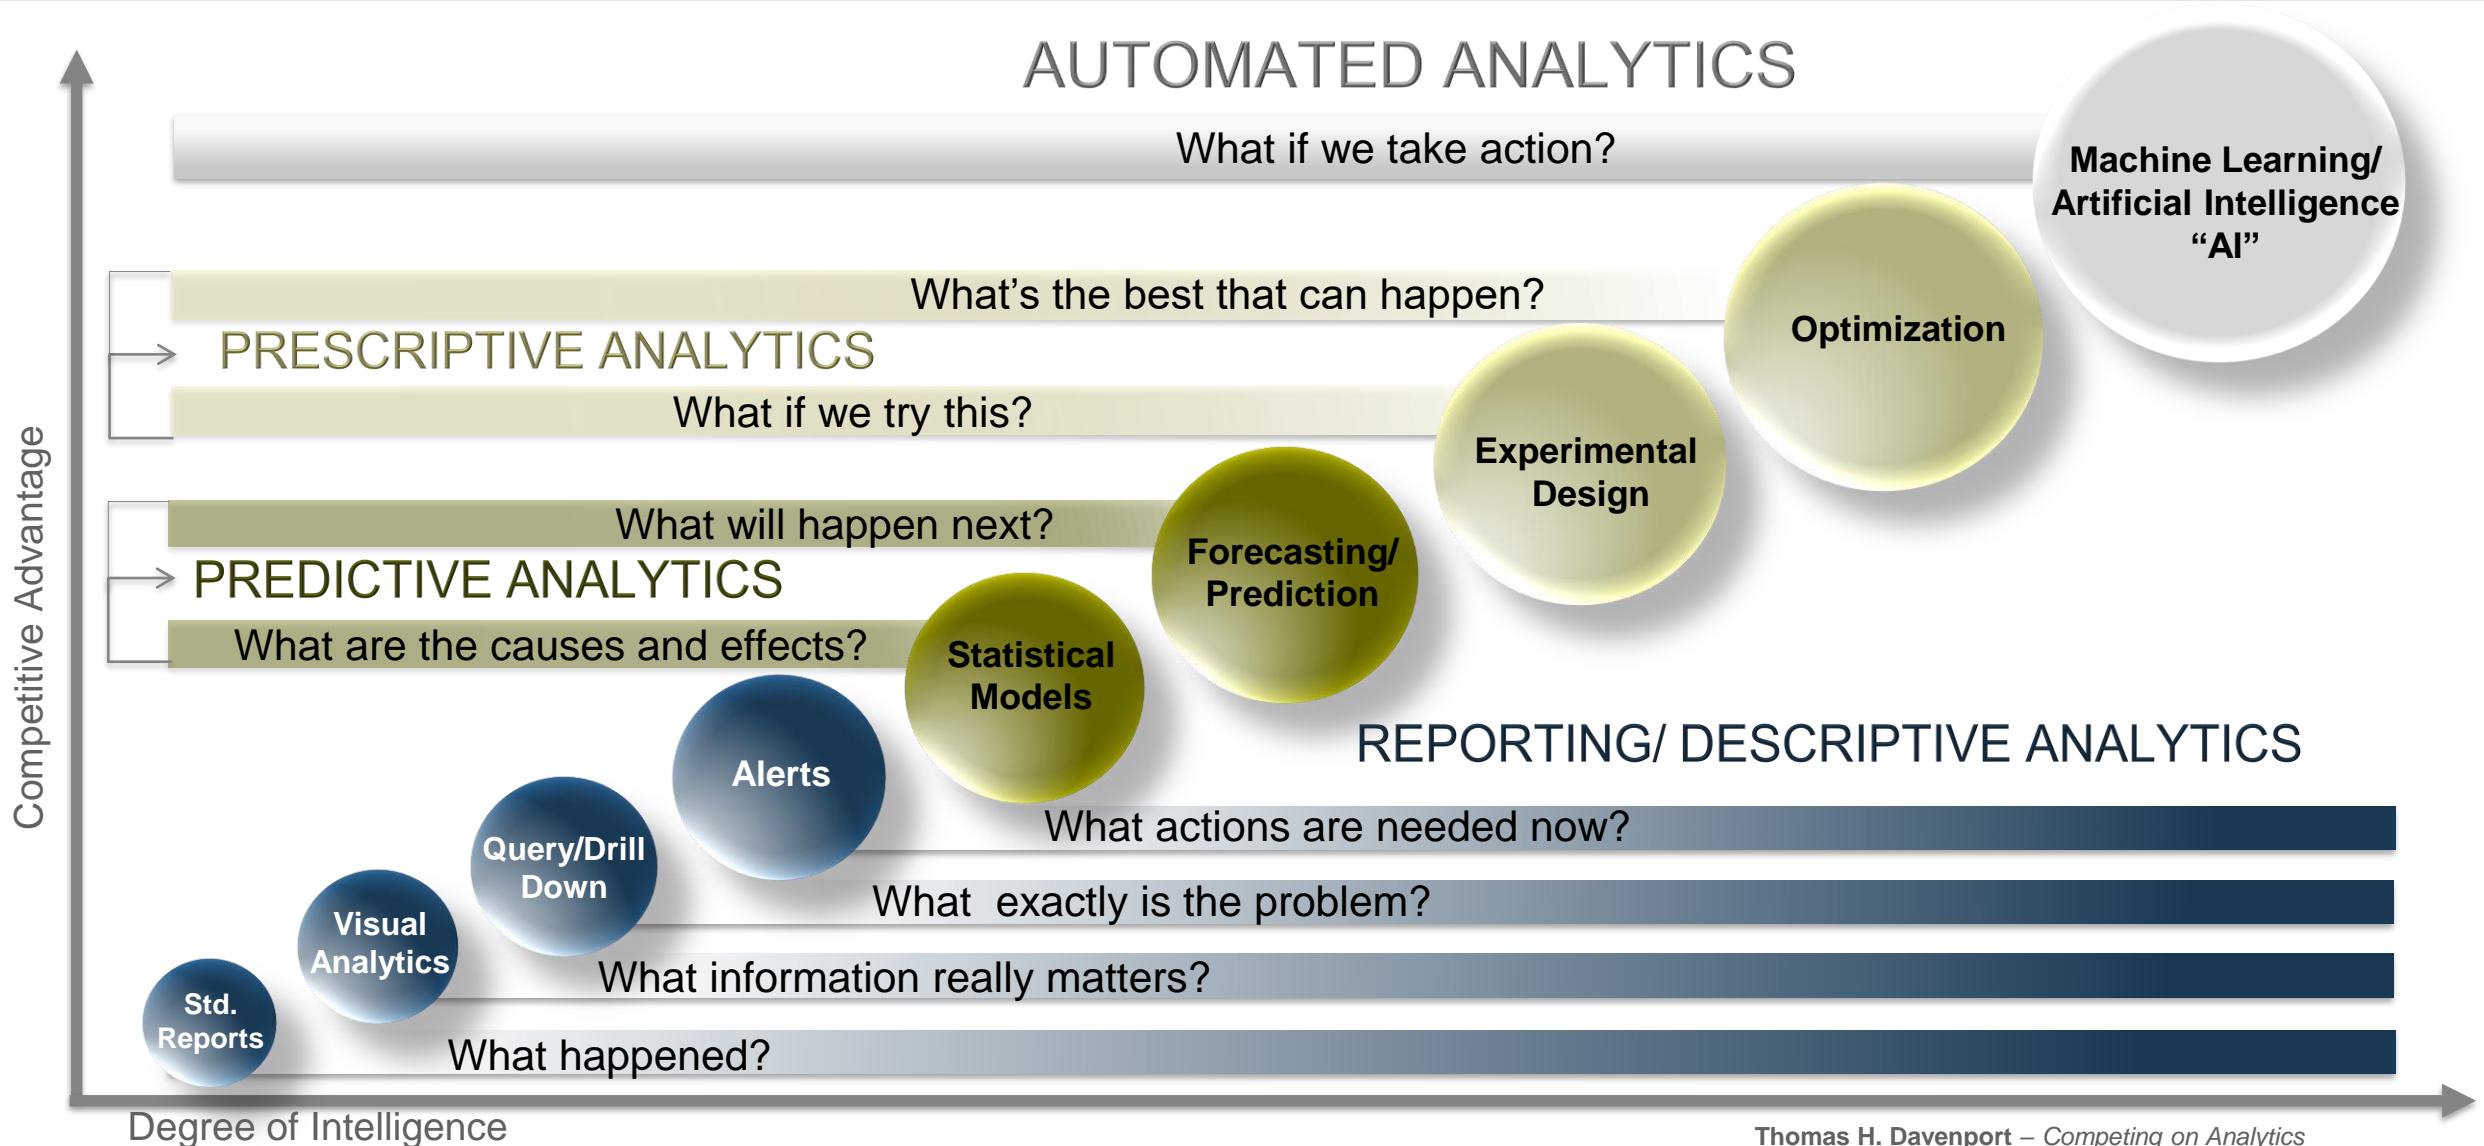 AUTOMATED ANALYTICS
What if we take action?
Machine Learning/
Artificial Intelligence
“AI”
What’s the best that can happen?
Optimization
PRESCRIPTIVE ANALYTICS
What if we try this?
Experimental
Design
What will happen next?
Forecasting/
Prediction
PREDICTIVE ANALYTICS
What are the causes and effects?
Statistical
Models
Competitive Advantage
REPORTING/ DESCRIPTIVE ANALYTICS
Alerts
What actions are needed now?
Query/Drill
Down
What  exactly is the problem?
Visual
Analytics
What information really matters?
Std.
Reports
What happened?
Degree of Intelligence
Thomas H. Davenport – Competing on Analytics